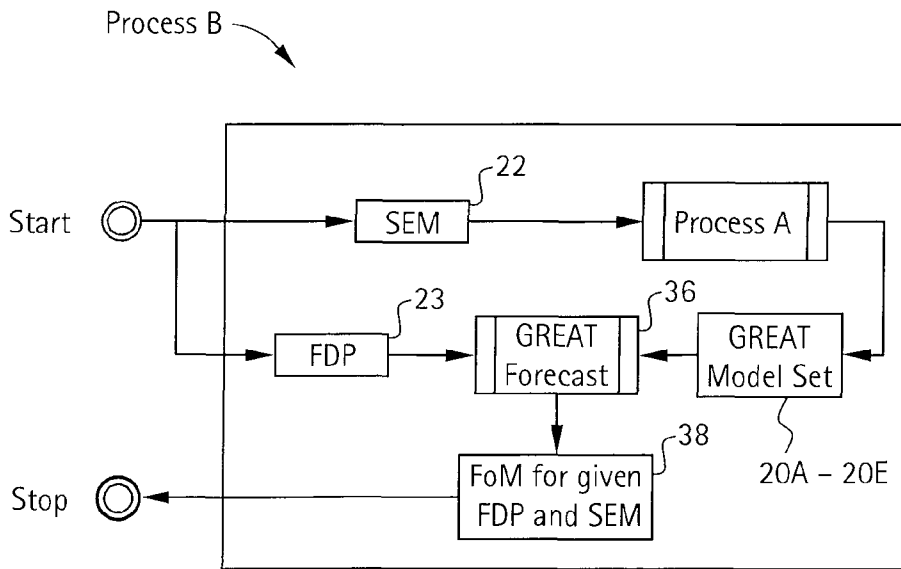 Process B
22
Start
SEM
Process A
23
36
FDP
GREAT
Forecast
GREAT
Model Set
38
20A – 20E
Stop
FoM for given
FDP and SEM